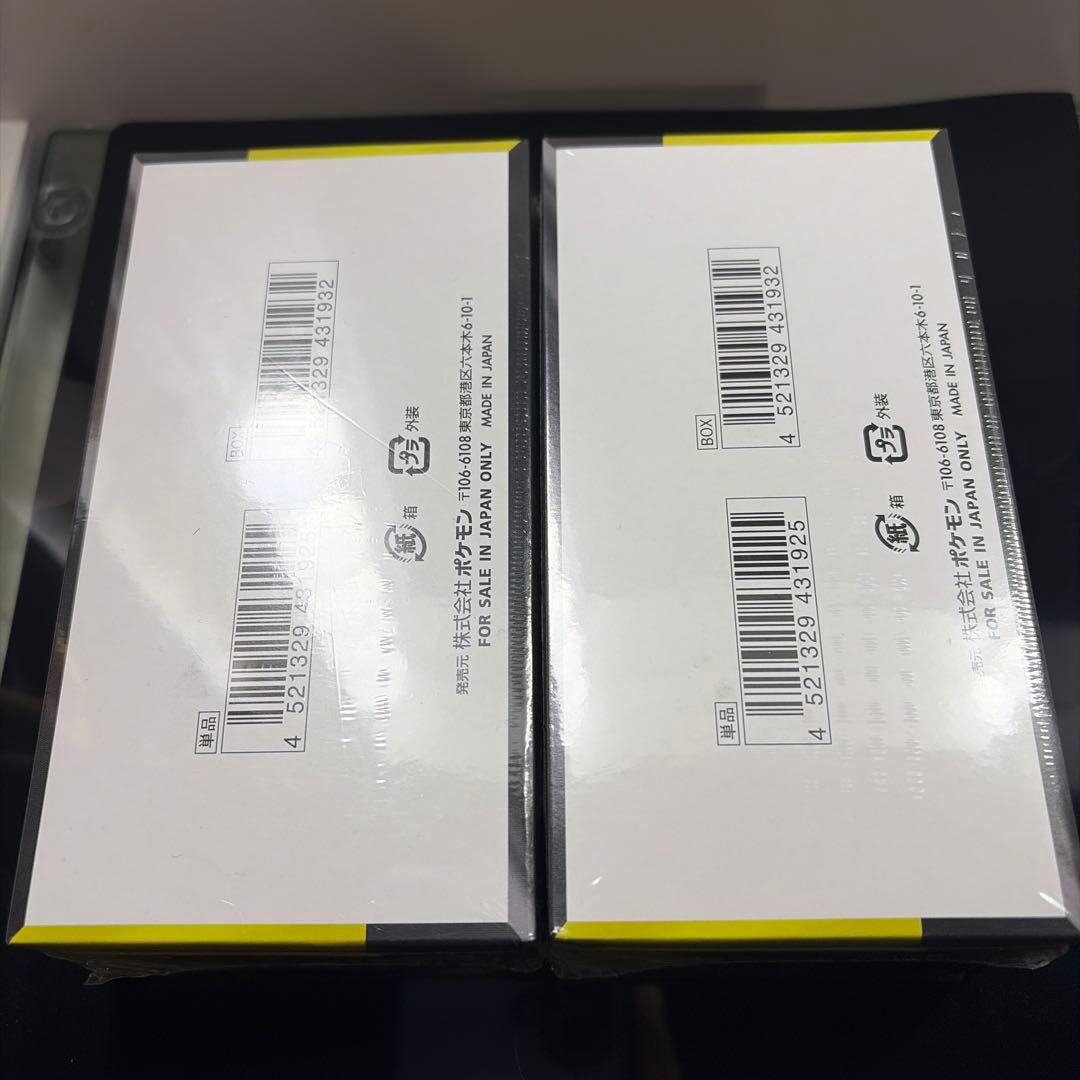 単品
4 521329 431925
BOX
329 431932
紙 箱
プラ 外装
発売元 株式会社 ポケモン 〒106-6108 東京都港区六本木6-10-1
FOR SALE IN JAPAN ONLY MADE IN JAPAN
単品
4 521329 431925
BOX
4 521329 431932
紙 箱
プラ 外装
売元 株式会社 ポケモン 〒106-6108 東京都港区六本木6-10-1
FOR SALE IN JAPAN ONLY MADE IN JAPAN